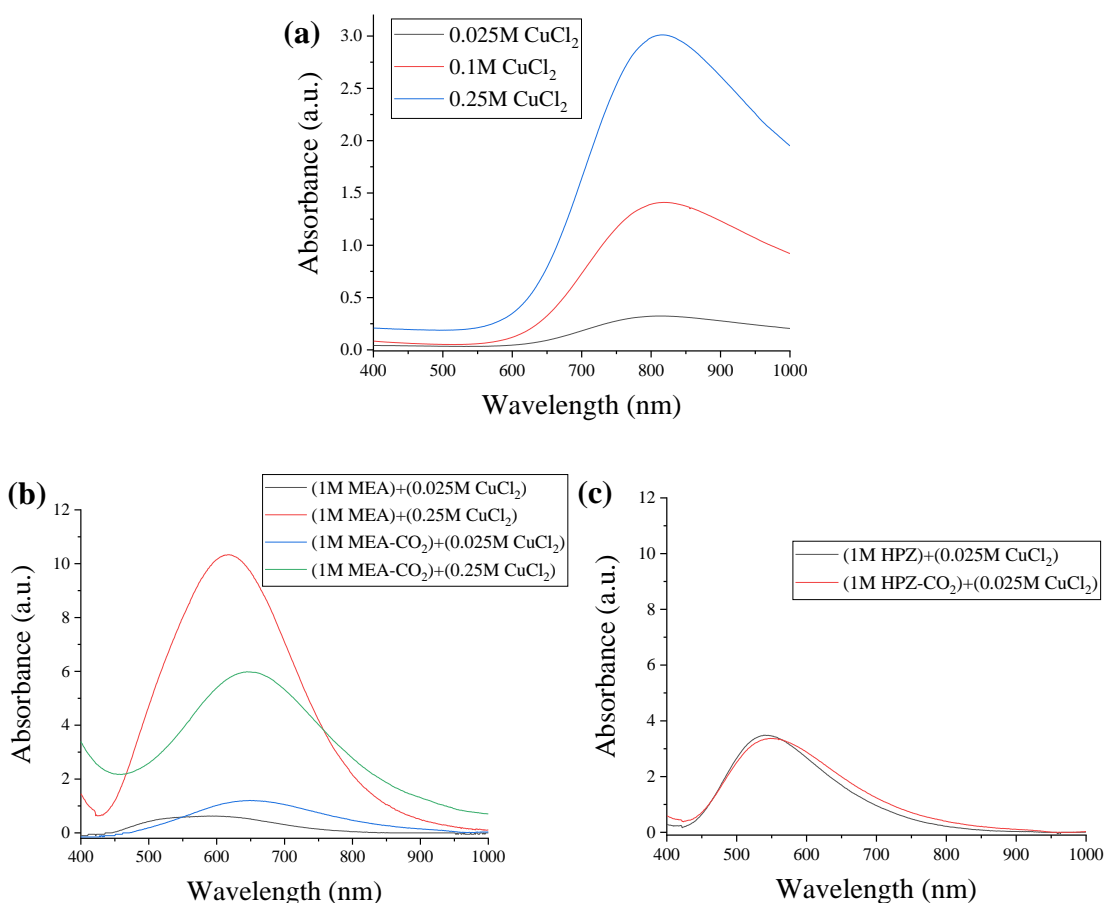 (a)
0.025M CuCl₂
0.1M CuCl₂
0.25M CuCl₂
3.0
2.5
2.0
1.5
1.0
0.5
0.0
Absorbance (a.u.)
400 500 600 700 800 900 1000
Wavelength (nm)
(b)
(1M MEA)+(0.025M CuCl₂)
(1M MEA)+(0.25M CuCl₂)
(1M MEA-CO₂)+(0.025M CuCl₂)
(1M MEA-CO₂)+(0.25M CuCl₂)
12
10
8
6
4
2
0
Absorbance (a.u.)
400 500 600 700 800 900 1000
Wavelength (nm)
(c)
(1M HPZ)+(0.025M CuCl₂)
(1M HPZ-CO₂)+(0.025M CuCl₂)
12
10
8
6
4
2
0
Absorbance (a.u.)
400 500 600 700 800 900 1000
Wavelength (nm)